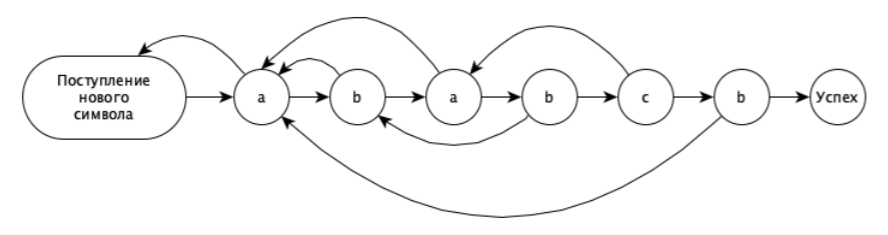 Поступление
нового
символа
a
b
a
b
c
b
Успех